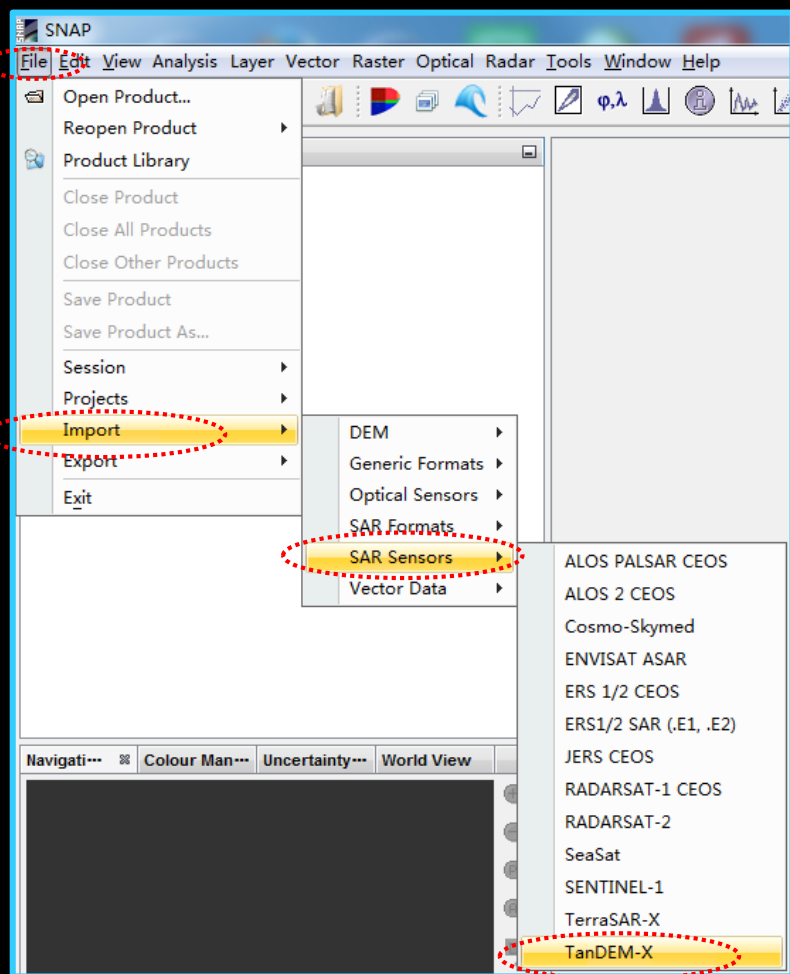 SNAP
SNAP
File Edit View Analysis Layer Vector Raster Optical Radar Tools Window Help
Open Product...
φ,λ
Reopen Product
Product Library
Close Product
Close All Products
Close Other Products
Save Product
Save Product As...
Session
Projects
Import
Export
Exit
DEM
Generic Formats
Optical Sensors
SAR Formats
SAR Sensors
Vector Data
ALOS PALSAR CEOS
ALOS 2 CEOS
Cosmo-Skymed
ENVISAT ASAR
ERS 1/2 CEOS
ERS1/2 SAR (.E1, .E2)
JERS CEOS
RADARSAT-1 CEOS
RADARSAT-2
SeaSat
SENTINEL-1
TerraSAR-X
TanDEM-X
Navigati··· Colour Man··· Uncertainty··· World View